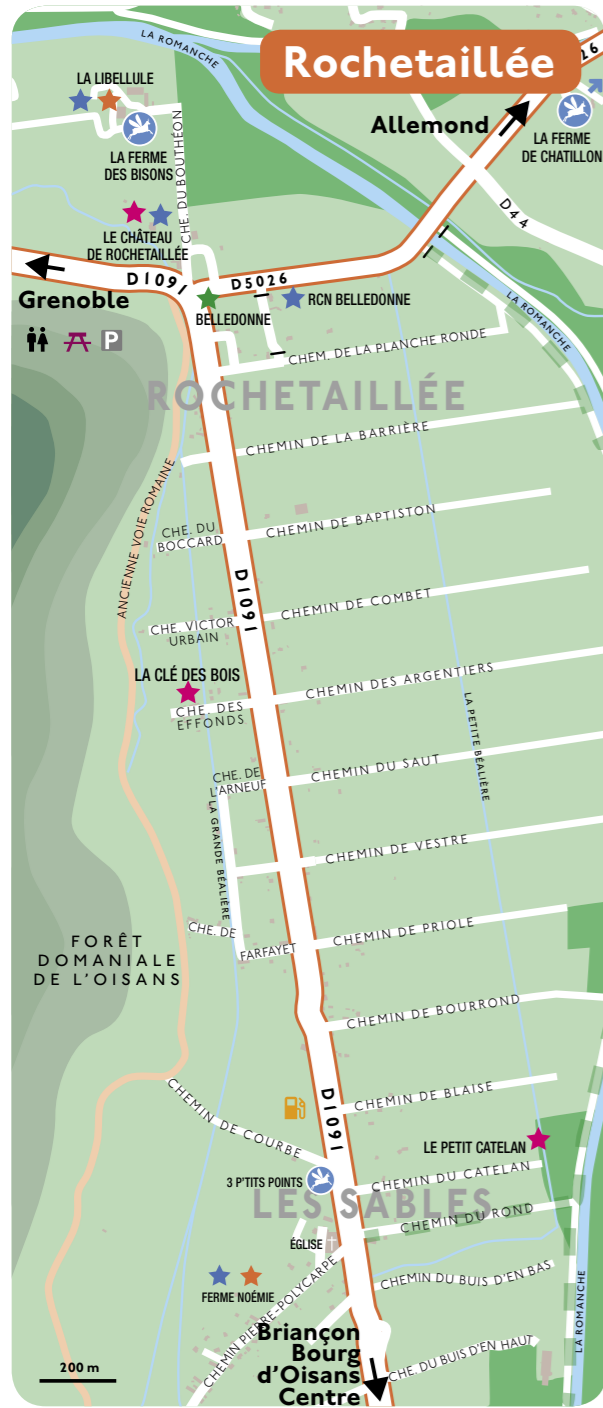 LA ROMANCHE
Rochetaillée
26
LA LIBELLULE
Allemond
LA FERME
DE CHATILLON
LA FERME
DES BISONS
CHE. DU BOUTHÉON
D44
LE CHÂTEAU
DE ROCHETAILLÉE
D1091
D5026
Grenoble
BELLEDONNE
RCN BELLEDONNE
LA ROMANCHE
P
CHEM. DE LA PLANCHE RONDE
ROCHETAILLÉE
CHEMIN DE LA BARRIÈRE
ANCIENNE VOIE ROMAINE
CHE. DU
BOCCARD
CHEMIN DE BAPTISTON
D1091
CHE. VICTOR
URBAIN
CHEMIN DE COMBET
LA CLÉ DES BOIS
CHE. DES
EFFONDS
CHEMIN DES ARGENTIERS
LA PETITE BÉALIÈRE
CHE. DE
L'ARNEUF
CHEMIN DU SAUT
LA GRANDE BÉALIÈRE
CHEMIN DE VESTRE
CHE. DE
FARFAYET
CHEMIN DE PRIOLE
FORÊT
DOMANIALE
DE L'OISANS
CHEMIN DE BOURROND
CHEMIN DE BLAISE
D1091
CHEMIN DE COURBE
LE PETIT CATELAN
3 P'TITS POINTS
CHEMIN DU CATELAN
LES SABLES
CHEMIN DU ROND
ÉGLISE
FERME NOÉMIE
CHEMIN PIERRE-POLYCARPE
CHEMIN DU BUIS D'EN BAS
LA ROMANCHE
Briançon
Bourg
d'Oisans
Centre
CHE. DU BUIS D'EN HAUT
200 m